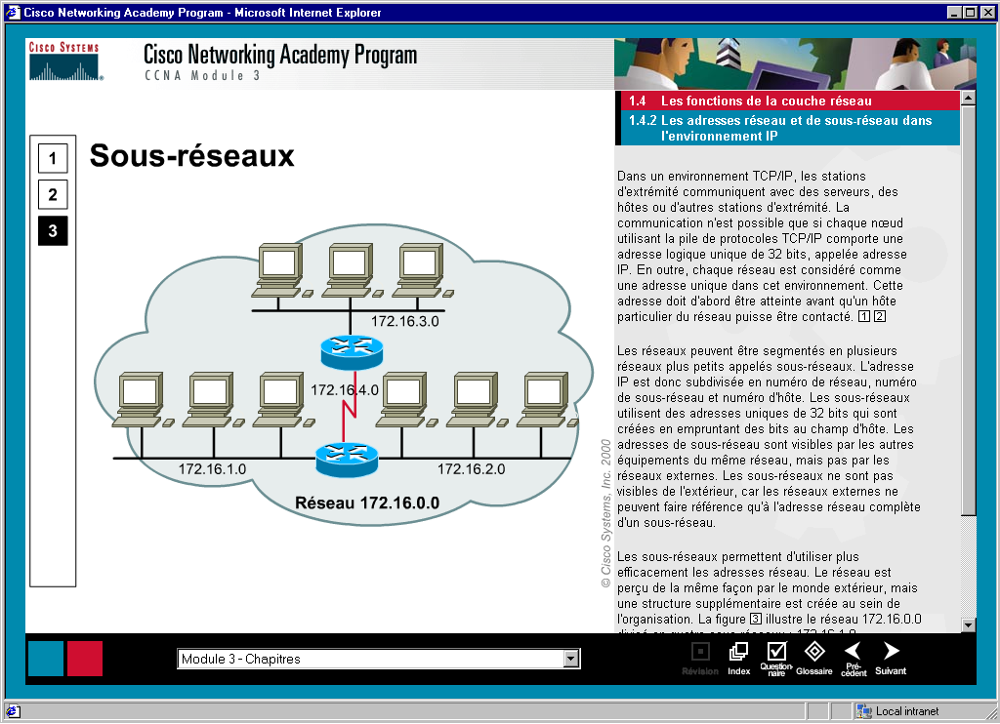 Cisco Networking Academy Program - Microsoft Internet Explorer
CISCO SYSTEMS
Cisco Networking Academy Program
CCNA Module 3
1.4 Les fonctions de la couche réseau
1.4.2 Les adresses réseau et de sous-réseau dans
l'environnement IP
1
2
3
Sous-réseaux
172.16.3.0
172.16.4.0
172.16.1.0
172.16.2.0
Réseau 172.16.0.0
© Cisco Systems, Inc. 2000
Dans un environnement TCP/IP, les stations
d'extrémité communiquent avec des serveurs, des
hôtes ou d'autres stations d'extrémité. La
communication n'est possible que si chaque nœud
utilisant la pile de protocoles TCP/IP comporte une
adresse logique unique de 32 bits, appelée adresse
IP. En outre, chaque réseau est considéré comme
une adresse unique dans cet environnement. Cette
adresse doit d'abord être atteinte avant qu'un hôte
particulier du réseau puisse être contacté. 1 2
Les réseaux peuvent être segmentés en plusieurs
réseaux plus petits appelés sous-réseaux. L'adresse
IP est donc subdivisée en numéro de réseau, numéro
de sous-réseau et numéro d'hôte. Les sous-réseaux
utilisent des adresses uniques de 32 bits qui sont
créées en empruntant des bits au champ d'hôte. Les
adresses de sous-réseau sont visibles par les autres
équipements du même réseau, mais pas par les
réseaux externes. Les sous-réseaux ne sont pas
visibles de l'extérieur, car les réseaux externes ne
peuvent faire référence qu'à l'adresse réseau complète
d'un sous-réseau.
Les sous-réseaux permettent d'utiliser plus
efficacement les adresses réseau. Le réseau est
perçu de la même façon par le monde extérieur, mais
une structure supplémentaire est créée au sein de
l'organisation. La figure 3 illustre le réseau 172.16.0.0
divisé en quatre sous-réseaux : 172.16.1.0,
Module 3 - Chapitres
Révision
Index
Question-
naire
Glossaire
Pré-
cédent
Suivant
Local intranet